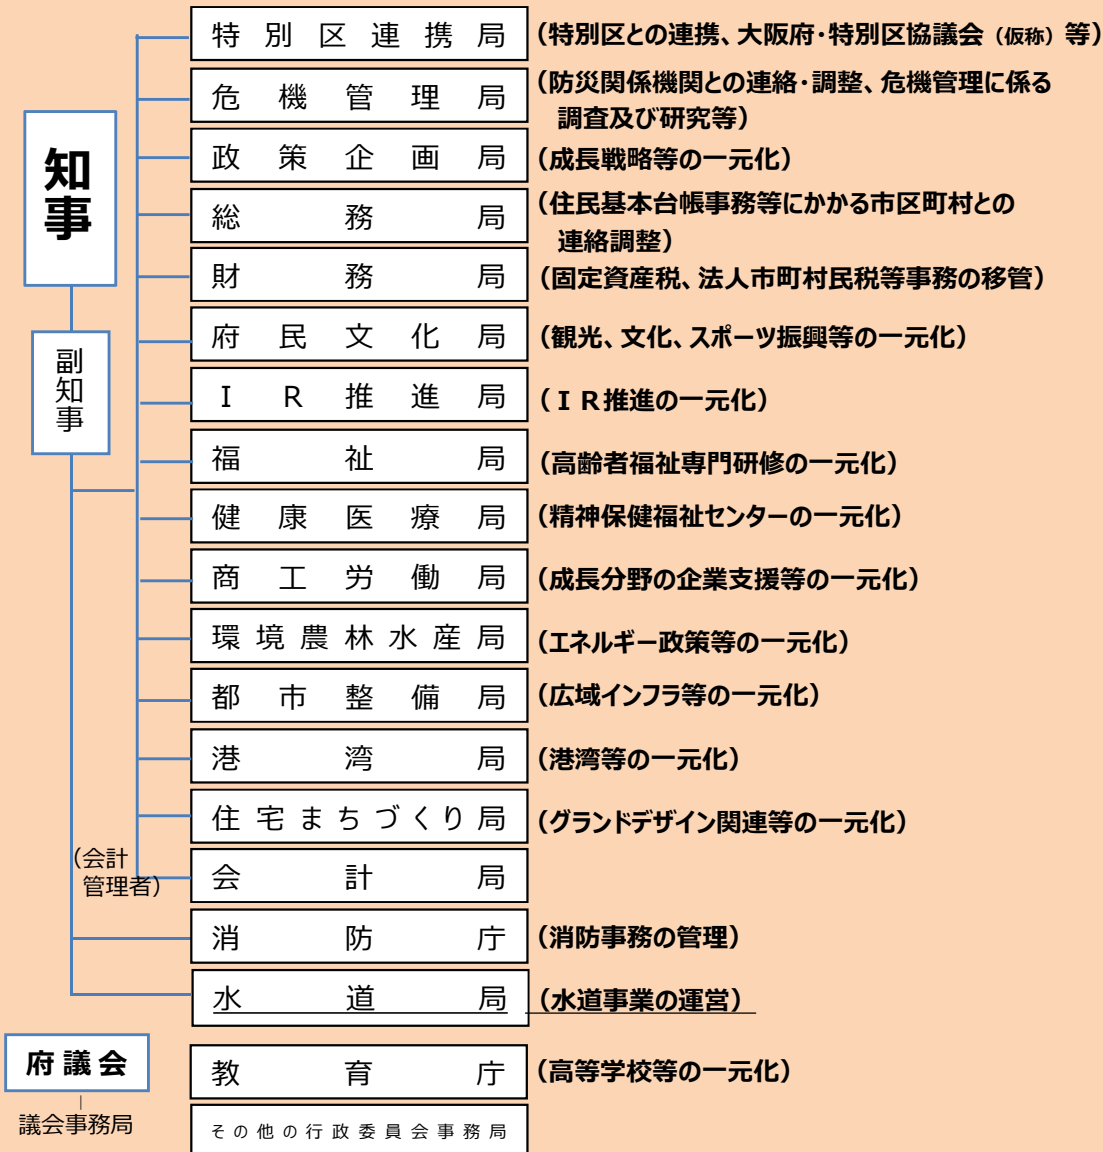 知事
副知事
特別区連携局 (特別区との連携、大阪府・特別区協議会（仮称）等)
危機管理局 (防災関係機関との連絡・調整、危機管理に係る
調査及び研究等)
政策企画局 (成長戦略等の一元化)
総務局 (住民基本台帳事務等にかかる市区町村との
連絡調整)
財務局 (固定資産税、法人市町村民税等事務の移管)
府民文化局 (観光、文化、スポーツ振興等の一元化)
ＩＲ推進局 (ＩＲ推進の一元化)
福祉局 (高齢者福祉専門研修の一元化)
健康医療局 (精神保健福祉センターの一元化)
商工労働局 (成長分野の企業支援等の一元化)
環境農林水産局 (エネルギー政策等の一元化)
都市整備局 (広域インフラ等の一元化)
港湾局 (港湾等の一元化)
住宅まちづくり局 (グランドデザイン関連等の一元化)
(会計
管理者)
会計局
消防庁 (消防事務の管理)
水道局 (水道事業の運営)
府議会
議会事務局
教育庁 (高等学校等の一元化)
その他の行政委員会事務局